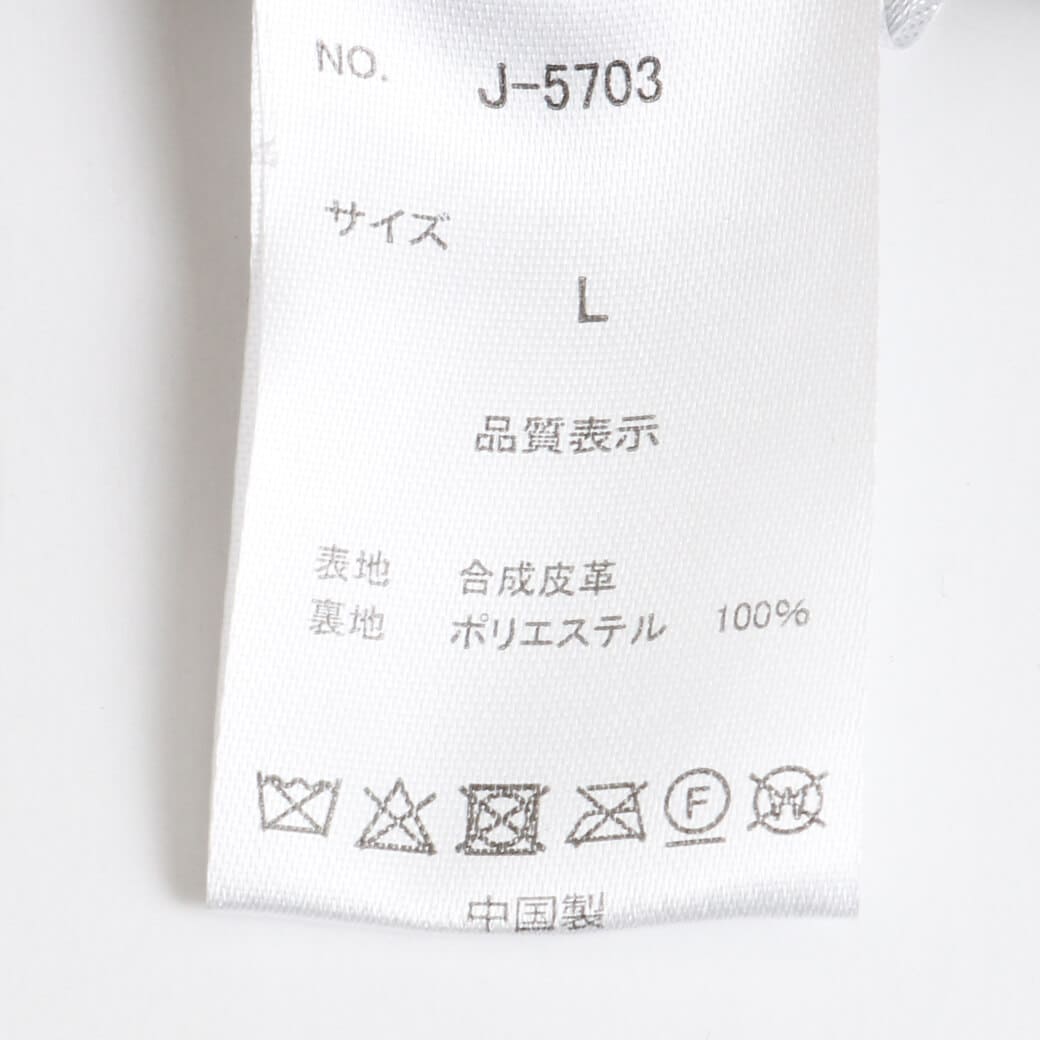 NO. J-5703
サイズ
L
品質表示
表地 合成皮革
裏地 ポリエステル 100%
F W
中国製